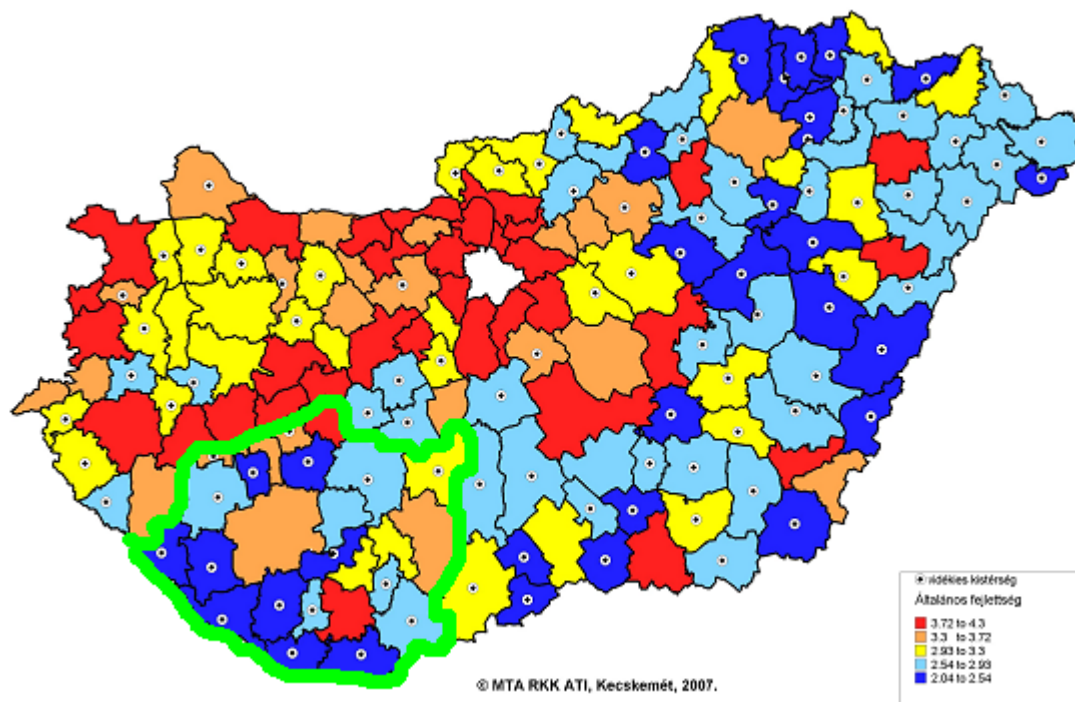 vidékies kistérség
Általános fejlettség
3.72 to 4.3
3.3 to 3.72
2.93 to 3.3
2.54 to 2.93
2.04 to 2.54
© MTA RKK ATI, Kecskemét, 2007.